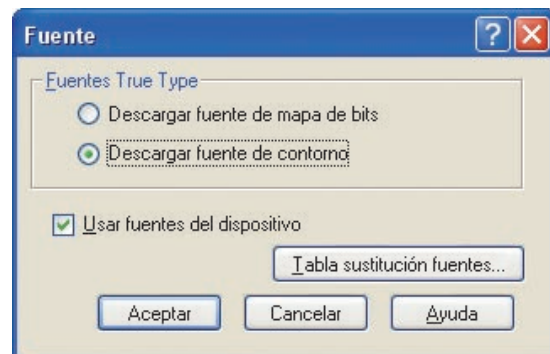 Fuente
Fuentes True Type
Descargar fuente de mapa de bits
Descargar fuente de contorno
Usar fuentes del dispositivo
Tabla sustitución fuentes...
Aceptar Cancelar Ayuda